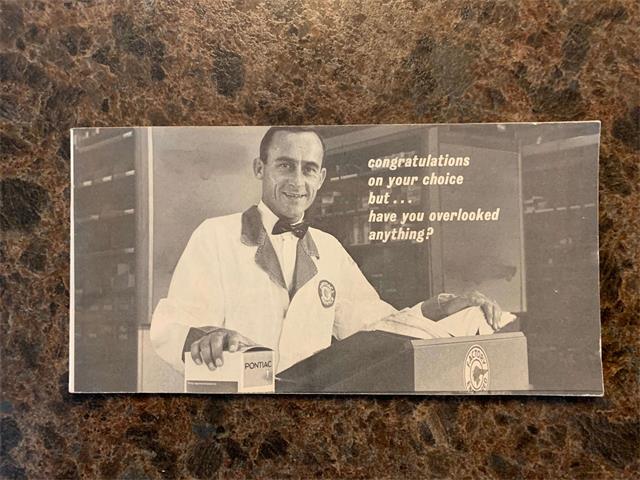 congratulations
on your choice
but...
have you overlooked
anything?
PONTIAC